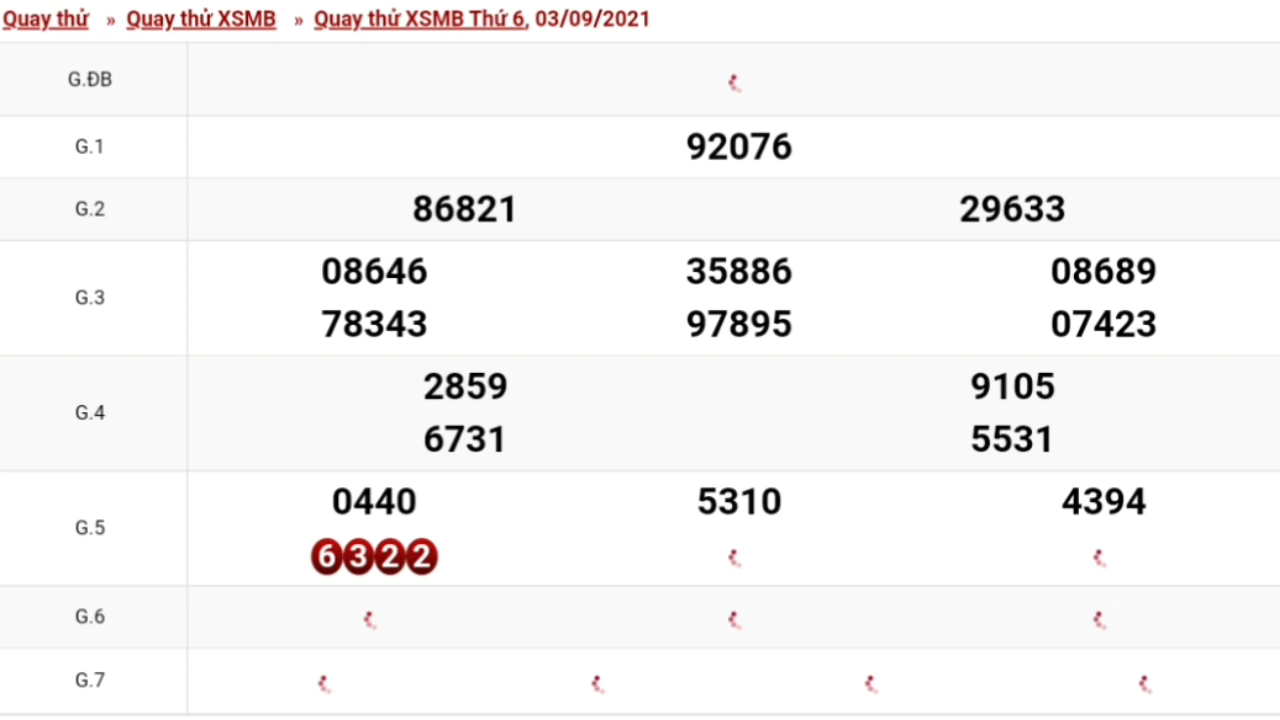 Quay thử » Quay thử XSMB » Quay thử XSMB Thứ 6, 03/09/2021
G.ĐB
G.1 92076
G.2 86821 29633
G.3 08646 35886 08689
78343 97895 07423
G.4 2859 9105
6731 5531
G.5 0440 5310 4394
6322
G.6
G.7